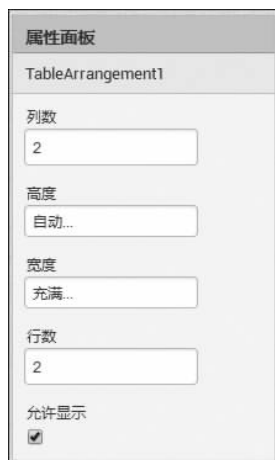 属性面板
TableArrangement1
列数
2
高度
自动...
宽度
充满...
行数
2
允许显示